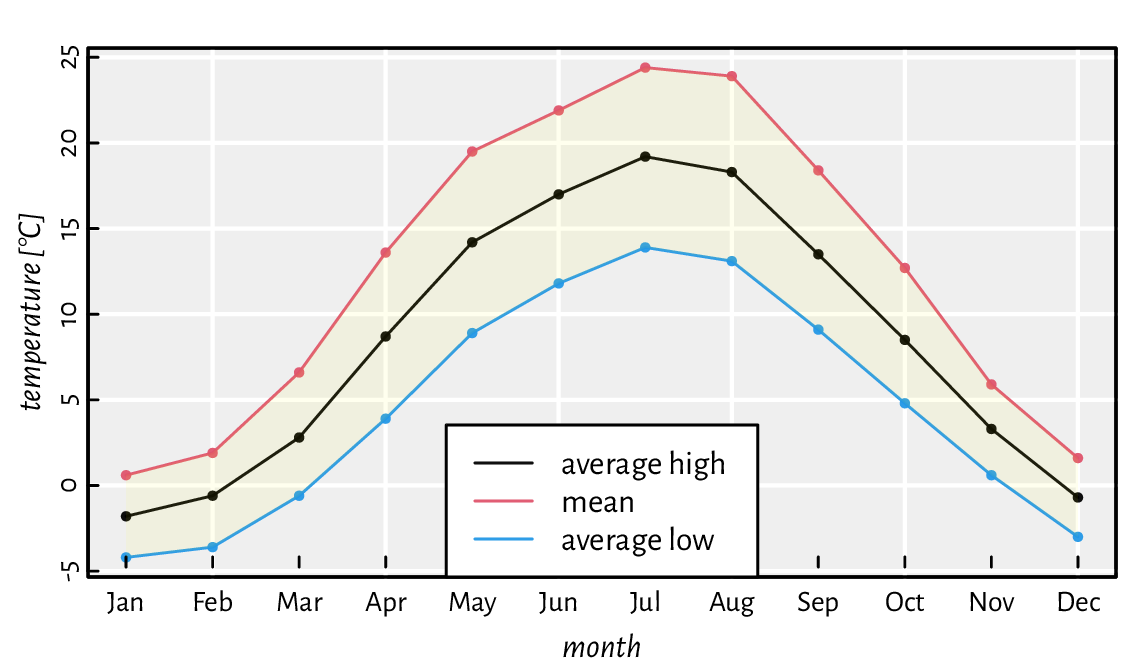 25
20
15
10
5
0
-5
temperature [°C]
average high
mean
average low
Jan Feb Mar Apr May Jun Jul Aug Sep Oct Nov Dec
month